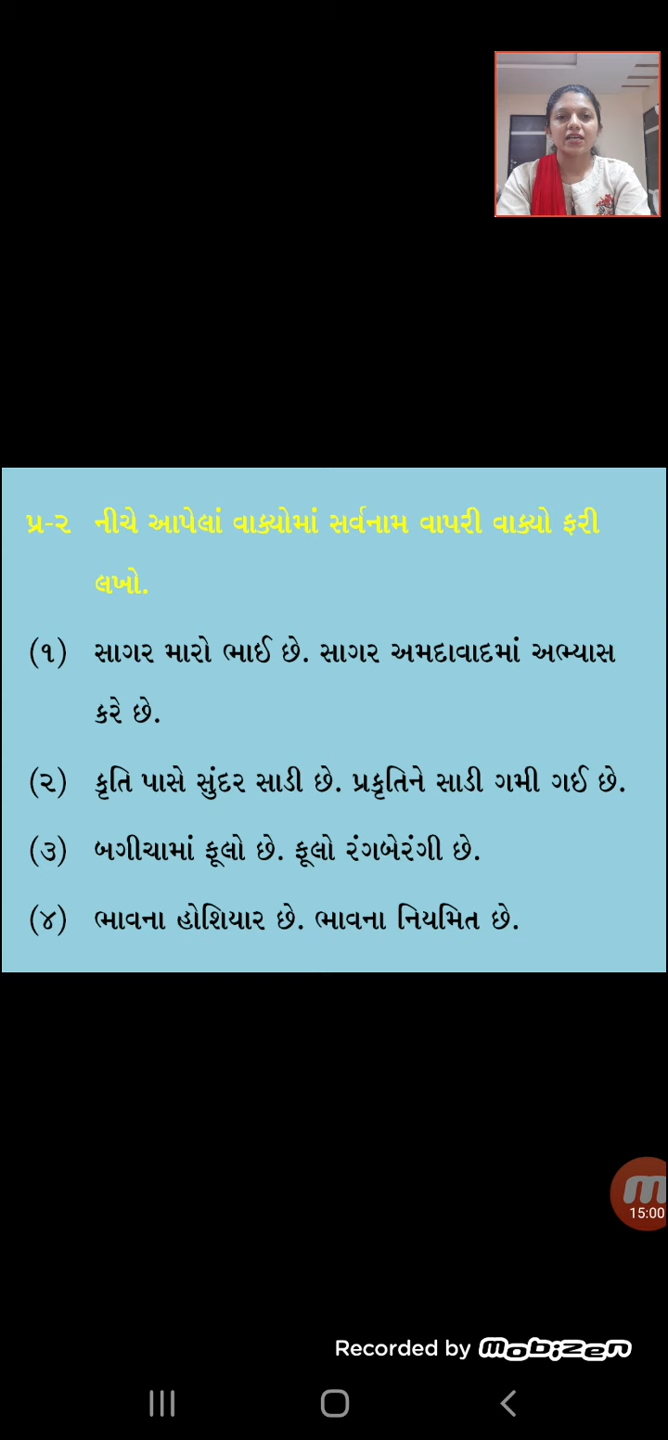 પ્ર-૨ નીચે આપેલાં વાક્યોમાં સર્વનામ વાપરી વાક્યો ફરી
લખો.
(૧) સાગર મારો ભાઈ છે. સાગર અમદાવાદમાં અભ્યાસ
કરે છે.
(૨) કૃતિ પાસે સુંદર સાડી છે. પ્રકૃતિને સાડી ગમી ગઈ છે.
(૩) બગીચામાં ફૂલો છે. ફૂલો રંગબેરંગી છે.
(૪) ભાવના હોશિયાર છે. ભાવના નિયમિત છે.
m
15:00
Recorded by mobizen